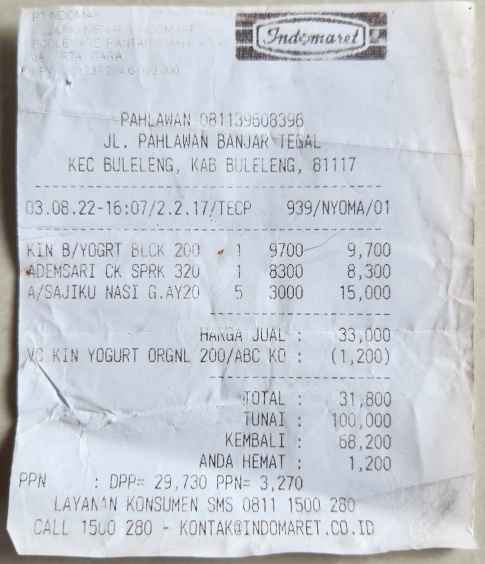 Indomaret
PT INDOMAR
MENARA INDOMARET
BOULEVARD PANTAI INDAH KAPUK
JAKARTA UTARA
PAHLAWAN 081139608396
JL. PAHLAWAN BANJAR TEGAL
KEC BULELENG, KAB BULELENG, 81117
03.08.22-16:07/2.2.17/TECP 939/NYOMA/01
KIN B/YOGRT BLCK 200 1 9700 9,700
ADEMSARI CK SPRK 320 1 8300 8,300
A/SAJIKU NASI G.AY20 5 3000 15,000
HARGA JUAL : 33,000
VC KIN YOGURT ORGNL 200/ABC KO : (1,200)
TOTAL : 31,800
TUNAI : 100,000
KEMBALI : 68,200
ANDA HEMAT : 1,200
PPN : DPP= 29,730 PPN= 3,270
LAYANAN KONSUMEN SMS 0811 1500 280
CALL 1500 280 - KONTAK@INDOMARET.CO.ID